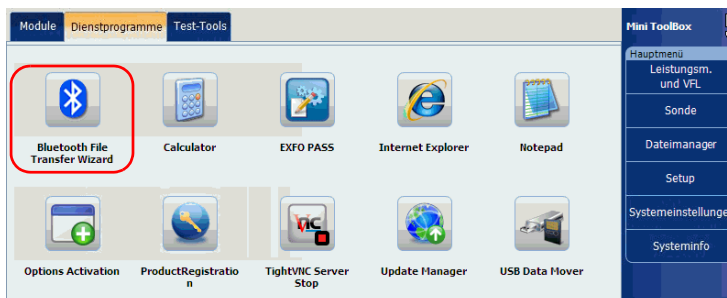 Module Dienstprogramme Test-Tools
Bluetooth File
Transfer Wizard
Calculator
EXFO PASS
Internet Explorer
Notepad
Options Activation
ProductRegistratio
n
VNC
TightVNC Server
Stop
Update Manager
USB Data Mover
Mini ToolBox
Hauptmenü
Leistungsm.
und VFL
Sonde
Dateimanager
Setup
Systemeinstellunge
Systeminfo